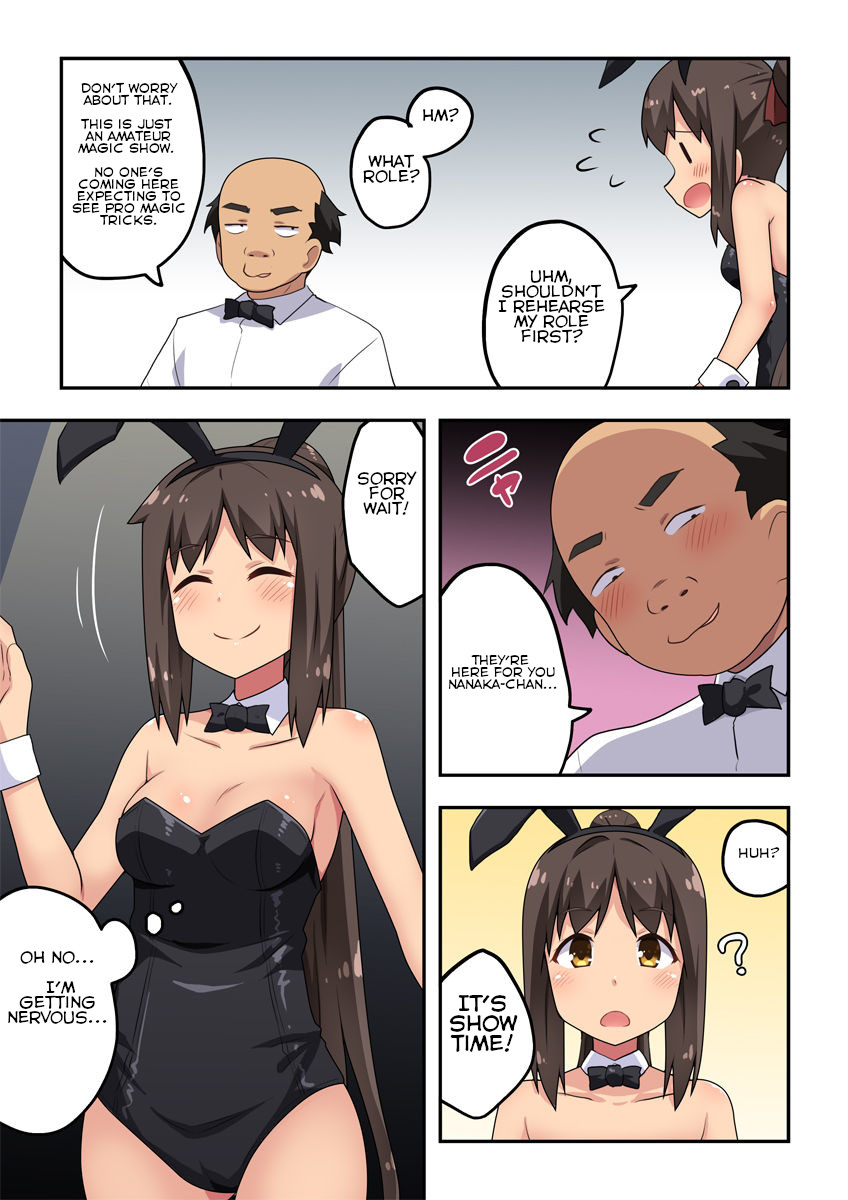 UHM,
SHOULDN'T
I REHEARSE
MY ROLE
FIRST?
HM?
WHAT
ROLE?
DON'T WORRY
ABOUT THAT.
THIS IS JUST
AN AMATEUR
MAGIC SHOW.
NO ONE'S
COMING HERE
EXPECTING TO
SEE PRO MAGIC
TRICKS.
THEY'RE
HERE FOR YOU
NANAKA-CHAN...
HUH?
IT'S
SHOW
TIME!
SORRY
FOR
WAIT!
OH NO...
I'M
GETTING
NERVOUS...